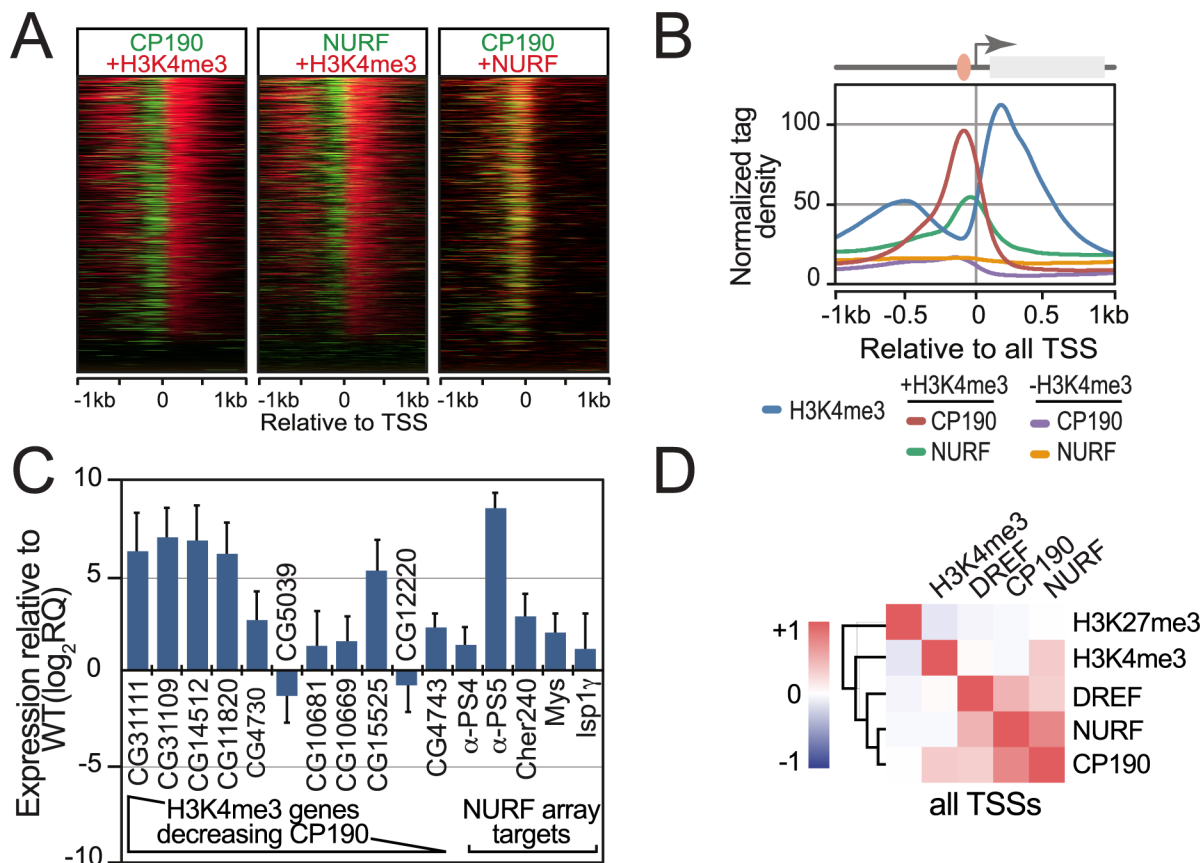 A
CP190
+H3K4me3
NURF
+H3K4me3
CP190
+NURF
-1kb 0 1kb
-1kb 0 1kb
-1kb 0 1kb
Relative to TSS
B
Normalized tag
density
100
50
0
-1kb -0.5 0 0.5 1kb
Relative to all TSS
+H3K4me3 -H3K4me3
H3K4me3 CP190 CP190
NURF NURF
C
Expression relative to
WT(log2RQ)
10
5
0
-5
-10
CG31111
CG31109
CG14512
CG11820
CG4730
CG5039
CG10681
CG10669
CG15525
CG12220
CG4743
α-PS4
α-PS5
Cher240
Mys
Isp1γ
H3K4me3 genes
decreasing CP190
NURF array
targets
D
H3K4me3
DREF
CP190
NURF
+1
0
-1
H3K27me3
H3K4me3
DREF
NURF
CP190
all TSSs